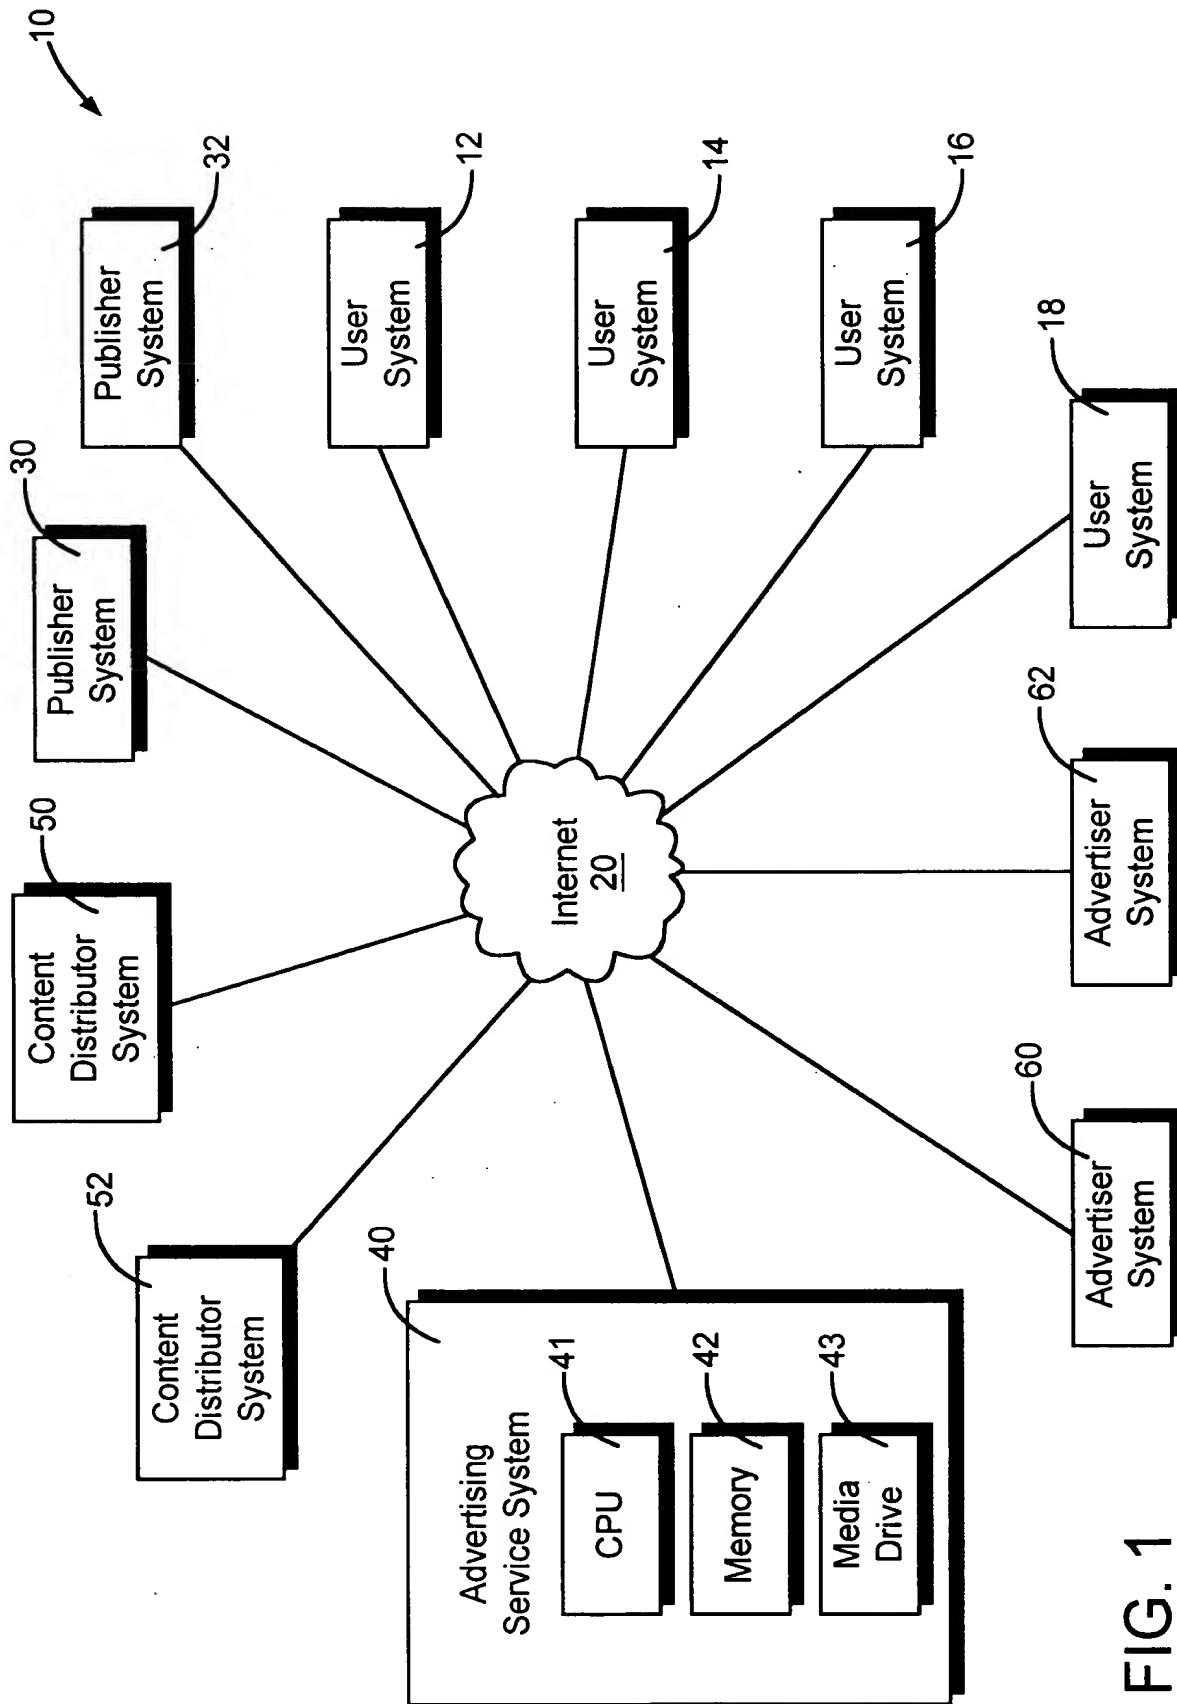 10
52
Content
Distributor
System
50
Content
Distributor
System
30
Publisher
System
32
Publisher
System
40
Advertising
Service System
41
CPU
42
Memory
43
Media
Drive
Internet
20
12
User
System
14
User
System
16
User
System
60
Advertiser
System
62
Advertiser
System
18
User
System
FIG. 1